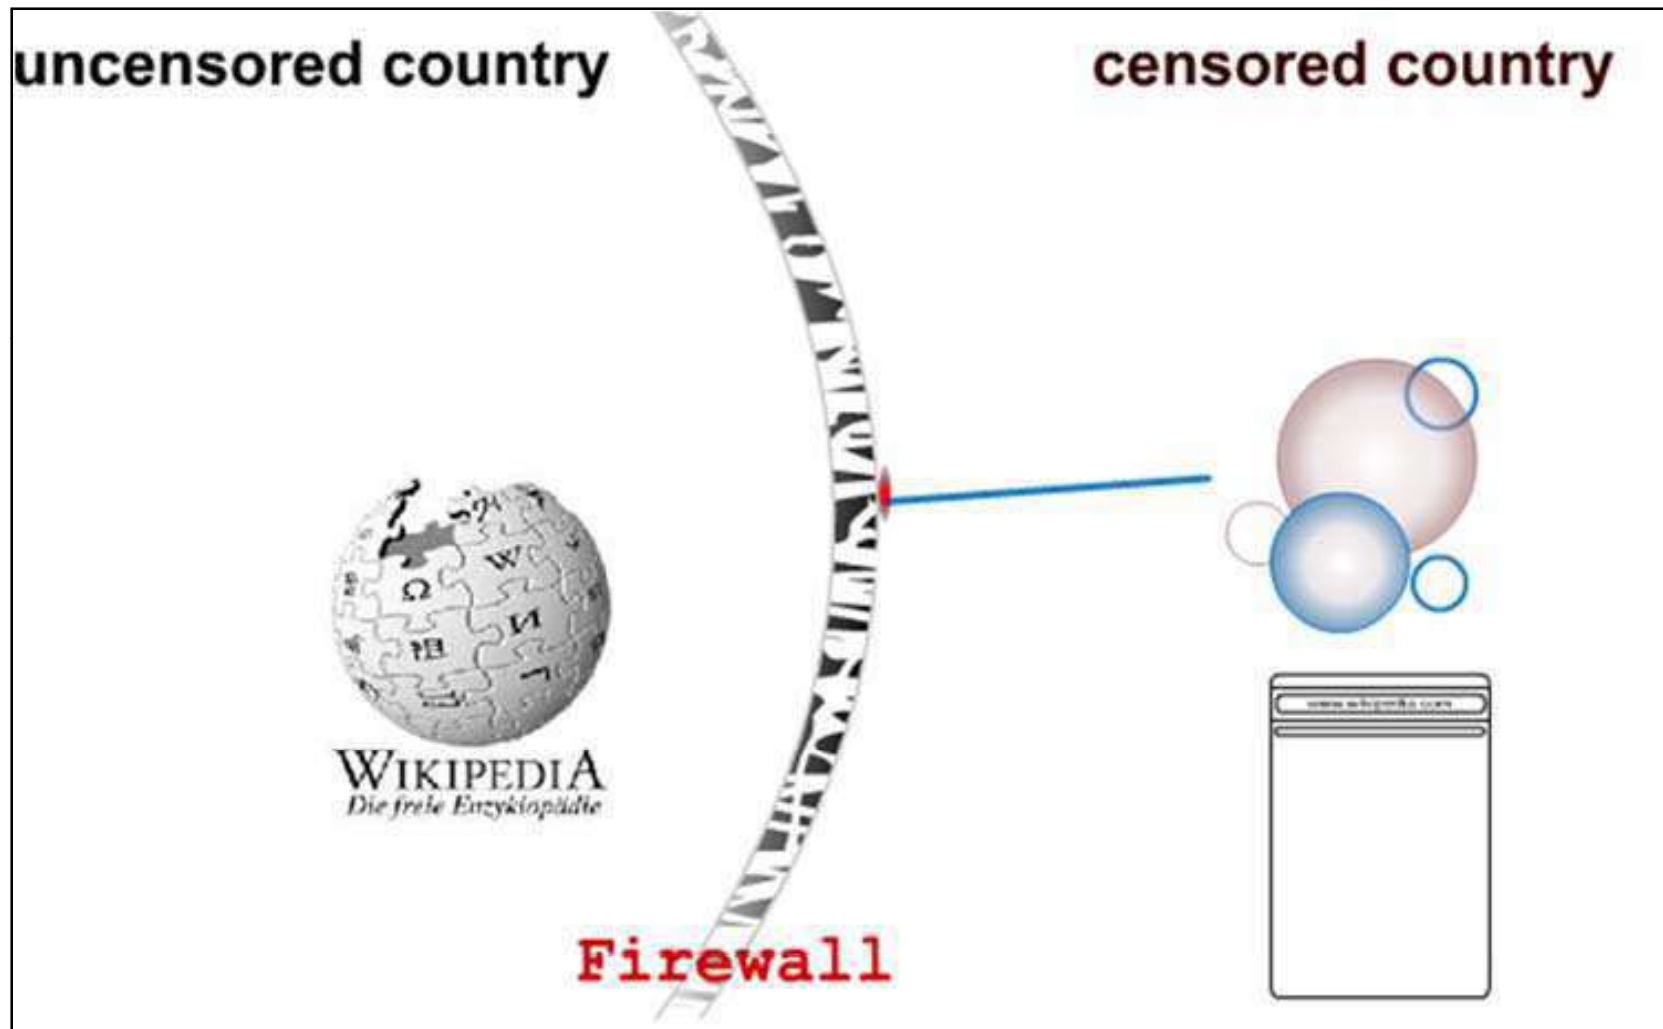 uncensored country
censored country
Ω
W
И
WIKIPEDIA
Die freie Enzyklopädie
Firewall